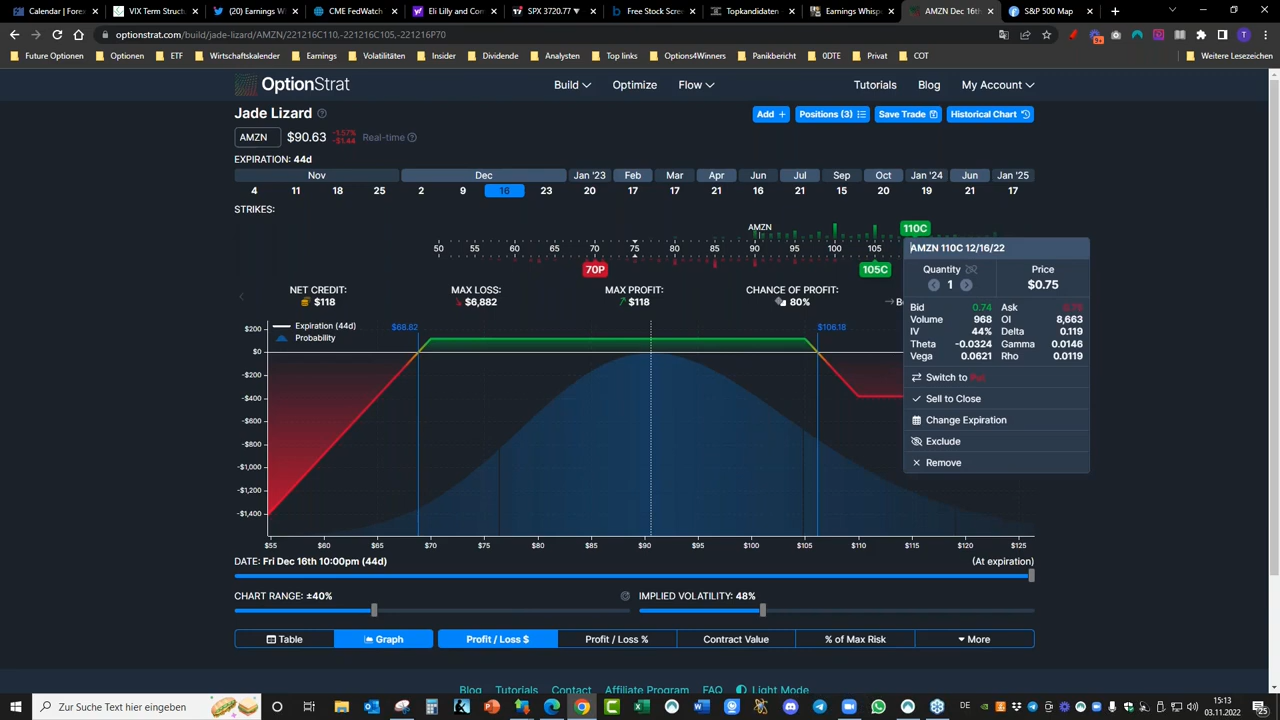 Calendar | Forex
VIX Term Structu
(20) Earnings W
CME FedWatch
Eli Lilly and Com
SPX 3720.77 ▼
Free Stock Scre
Topkandidaten
Earnings Whisp
AMZN Dec 16th
S&P 500 Map
optionstrat.com/build/jade-lizard/AMZN/221216C110,-221216C105,-221216P70
Future Optionen
Optionen
ETF
Wirtschaftskalender
Earnings
Volatilitäten
Insider
Dividende
Analysten
Top links
Options4Winners
Panikbericht
0DTE
Privat
COT
Weitere Lesezeichen
OptionStrat
Build
Optimize
Flow
Tutorials
Blog
My Account
Jade Lizard
Add +
Positions (3)
Save Trade
Historical Chart
AMZN
$90.63
-1.57%
-$1.44
Real-time
EXPIRATION: 44d
Nov
Dec
Jan '23
Feb
Mar
Apr
Jun
Jul
Sep
Oct
Jan '24
Jun
Jan '25
4 11 18 25 2 9 16 23 20 17 17 21 16 21 15 20 19 21 17
STRIKES:
AMZN
110C
50 55 60 65 70 75 80 85 90 95 100 105
70P
105C
AMZN 110C 12/16/22
Quantity
Price
1
$0.75
Bid 0.74 Ask
Volume 968 OI 8,663
IV 44% Delta 0.119
Theta -0.0324 Gamma 0.0146
Vega 0.0621 Rho 0.0119
Switch to Put
Sell to Close
Change Expiration
Exclude
Remove
NET CREDIT:
$118
MAX LOSS:
$6,882
MAX PROFIT:
$118
CHANCE OF PROFIT:
80%
Expiration (44d)
Probability
$68.82
$106.18
$200
$0
-$200
-$400
-$600
-$800
-$1,000
-$1,200
-$1,400
$55 $60 $65 $70 $75 $80 $85 $90 $95 $100 $105 $110 $115 $120 $125
DATE: Fri Dec 16th 10:00pm (44d)
(At expiration)
CHART RANGE: ±40%
IMPLIED VOLATILITY: 48%
Table
Graph
Profit / Loss $
Profit / Loss %
Contract Value
% of Max Risk
More
Blog
Tutorials
Contact
Affiliate Program
FAQ
Light Mode
Zur Suche hier eingeben
DE
15:13
03.11.2022